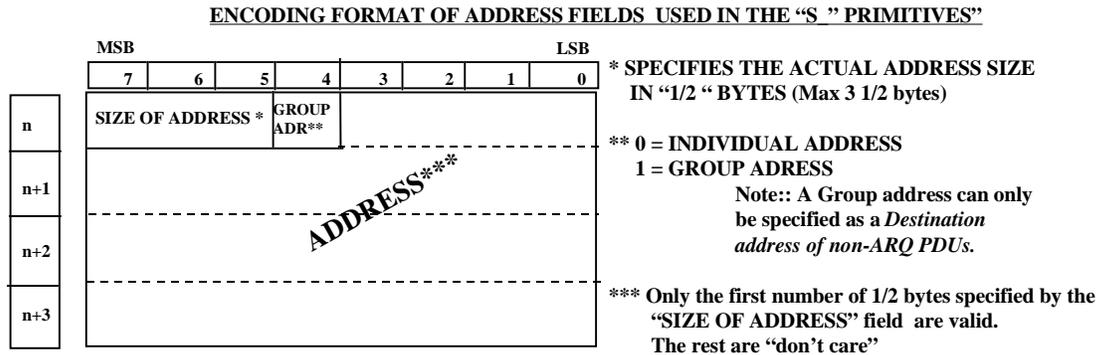 ENCODING FORMAT OF ADDRESS FIELDS USED IN THE “S_” PRIMITIVES”
MSB LSB
7 6 5 4 3 2 1 0
n SIZE OF ADDRESS * GROUP
ADR**
n+1
ADDRESS***
n+2
n+3
* SPECIFIES THE ACTUAL ADDRESS SIZE
IN “1/2 “ BYTES (Max 3 1/2 bytes)
** 0 = INDIVIDUAL ADDRESS
1 = GROUP ADRESS
Note:: A Group address can only
be specified as a Destination
address of non-ARQ PDUs.
*** Only the first number of 1/2 bytes specified by the
“SIZE OF ADDRESS” field are valid.
The rest are “don’t care”